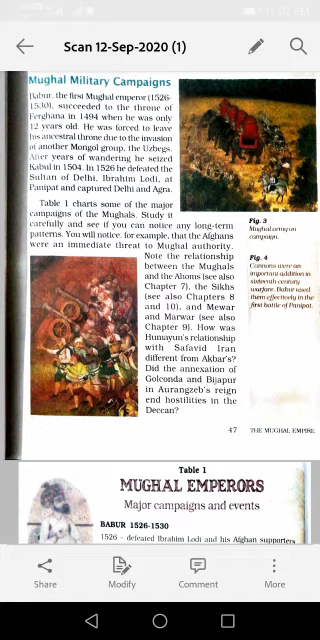 Scan 12-Sep-2020 (1)
Mughal Military Campaigns
Babur, the first Mughal emperor (1526-
1530), succeeded to the throne of
Ferghana in 1494 when he was only
12 years old. He was forced to leave
his ancestral throne due to the invasion
of another Mongol group, the Uzbegs.
After years of wandering he seized
Kabul in 1504. In 1526 he defeated the
Sultan of Delhi, Ibrahim Lodi, at
Panipat and captured Delhi and Agra.
Table 1 charts some of the major
campaigns of the Mughals. Study it
carefully and see if you can notice any long-term
patterns. You will notice, for example, that the Afghans
were an immediate threat to Mughal authority.
Note the relationship
between the Mughals
and the Ahoms (see also
Chapter 7), the Sikhs
(see also Chapters 8
and 10), and Mewar
and Marwar (see also
Chapter 9). How was
Humayun's relationship
with Safavid Iran
different from Akbar's?
Did the annexation of
Golconda and Bijapur
in Aurangzeb's reign
end hostilities in the
Deccan?
Fig. 3
Mughal army on
campaign.
Fig. 4
Cannons were an
important addition in
sixteenth-century
warfare. Babur used
them effectively in the
first battle of Panipat.
47 THE MUGHAL EMPIRE
Table 1
MUGHAL EMPERORS
Major campaigns and events
BABUR 1526-1530
1526 – defeated Ibrahim Lodi and his Afghan supporters
Share
Modify
Comment
More